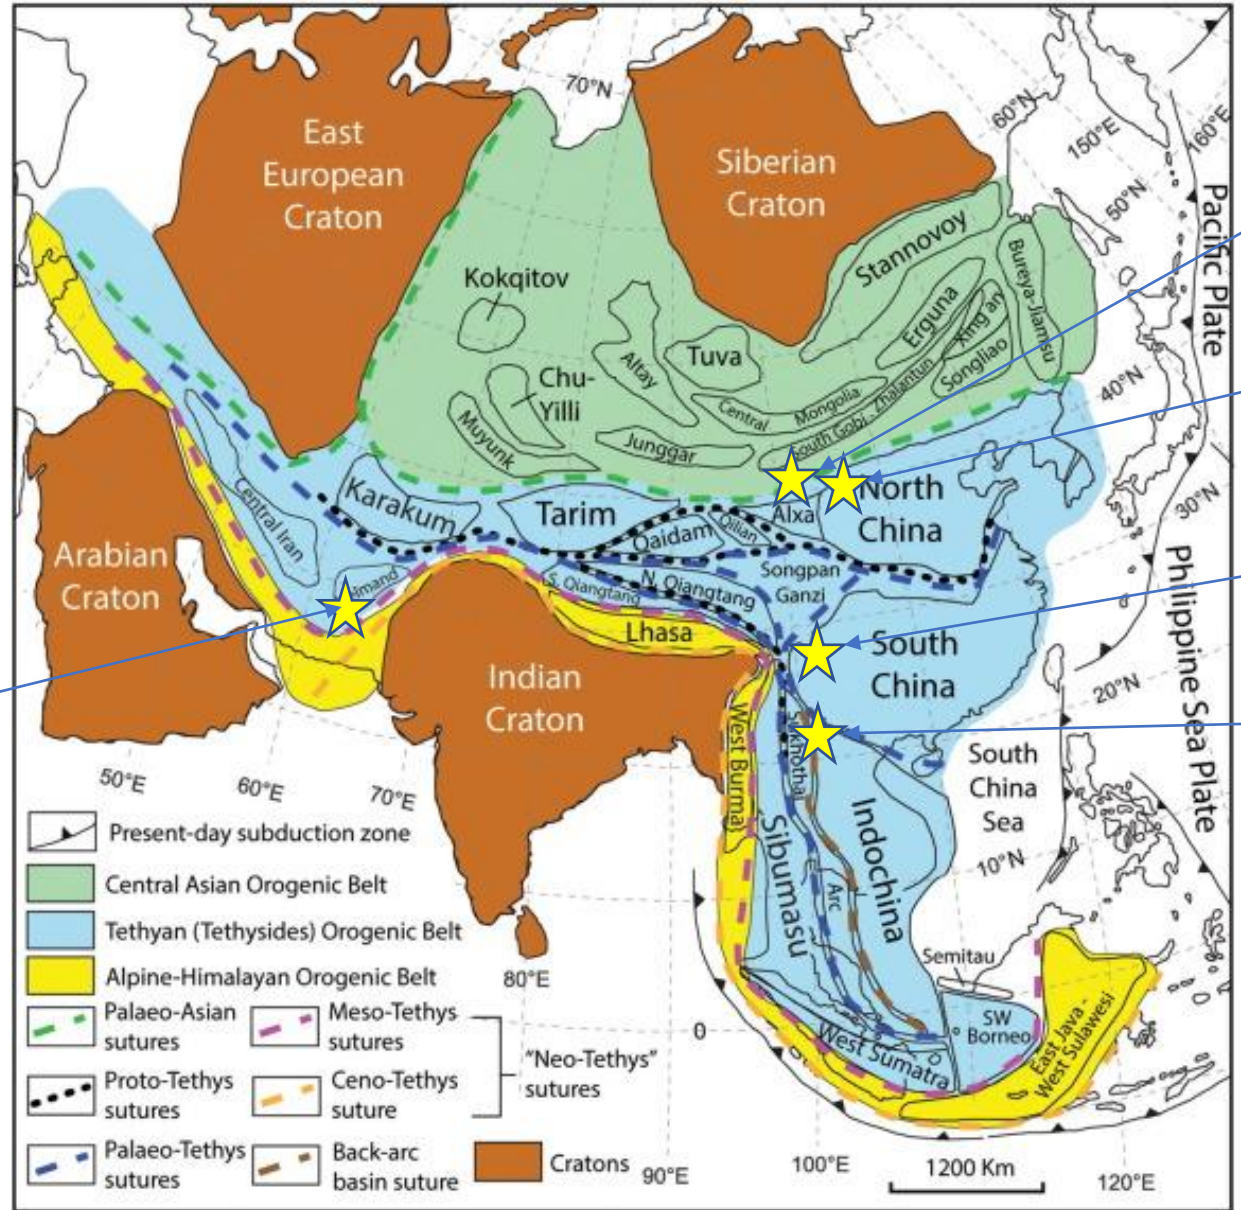 70°N
60°N
150°E
160°E
50°N
Pacific Plate
East
European
Craton
Siberian
Craton
Stannovoy
Bureya-Jiamsu
Kokqitov
Erguna
Xing'an
Songliao
Altay
Tuva
Chu-
Yilli
Muyunk
Junggar
Central
Mongolia
South Gobi - Zhalantun
40°N
30°N
Karakum
Tarim
Qaidam
Qilian
Alxa
North
China
Central Iran
Arabian
Craton
lmand
S. Qiangtang
N. Qiangtang
Songpan
Ganzi
Lhasa
South
China
20°N
Philippine Sea Plate
Indian
Craton
West Burma
Sukhothai
South
China
Sea
50°E
60°E
70°E
Sibumasu
Indochina
Arc
10°N
Semitau
SW
Borneo
West Sumatra
East Java -
West Sulawesi
0
80°E
90°E
100°E
120°E
1200 Km
Present-day subduction zone
Central Asian Orogenic Belt
Tethyan (Tethysides) Orogenic Belt
Alpine-Himalayan Orogenic Belt
Palaeo-Asian
sutures
Meso-Tethys
sutures
Proto-Tethys
sutures
Ceno-Tethys
suture
"Neo-Tethys"
sutures
Palaeo-Tethys
sutures
Back-arc
basin suture
Cratons